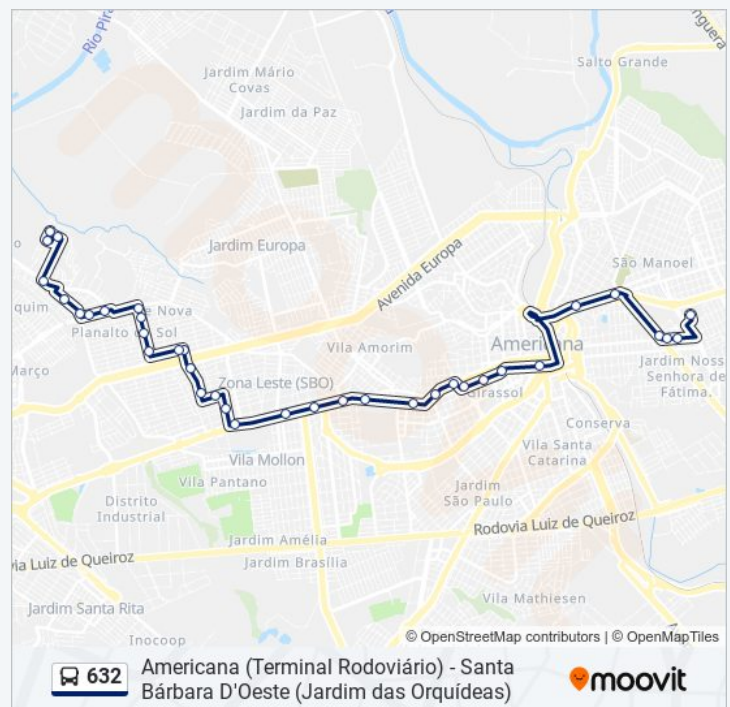 Rio Pira
nguera
Salto Grande
Jardim Mário
Covas
Jardim da Paz
São Manoel
Jardim Europa
Avenida Europa
o
quim
e Nova
Planalto do Sol
Vila Amorim
Americana
Jardim Noss
Senhora de
Fátima.
Março
Zona Leste (SBO)
Girassol
Conserva
Vila Santa
Catarina
Vila Mollon
Vila Pantano
Jardim
São Paulo
Distrito
Industrial
Rodovia Luiz de Queiroz
Jardim Amélia
via Luiz de Queiroz
Jardim Brasília
Vila Mathiesen
Jardim Santa Rita
Inocoop
© OpenStreetMap contributors | © OpenMapTiles
632
Americana (Terminal Rodoviário) - Santa
Bárbara D'Oeste (Jardim das Orquídeas)
moovit